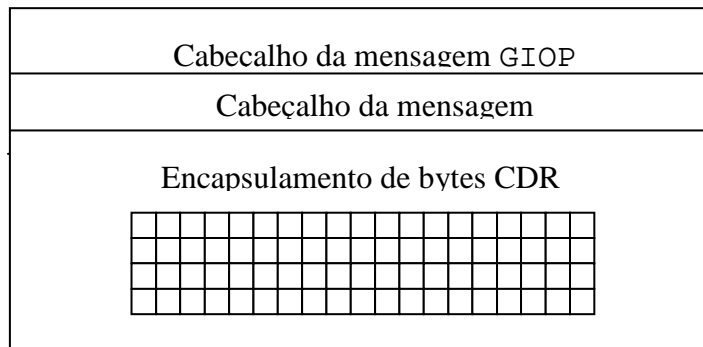 Cabecalho da mensagem GIOP
Cabeçalho da mensagem
Encapsulamento de bytes CDR